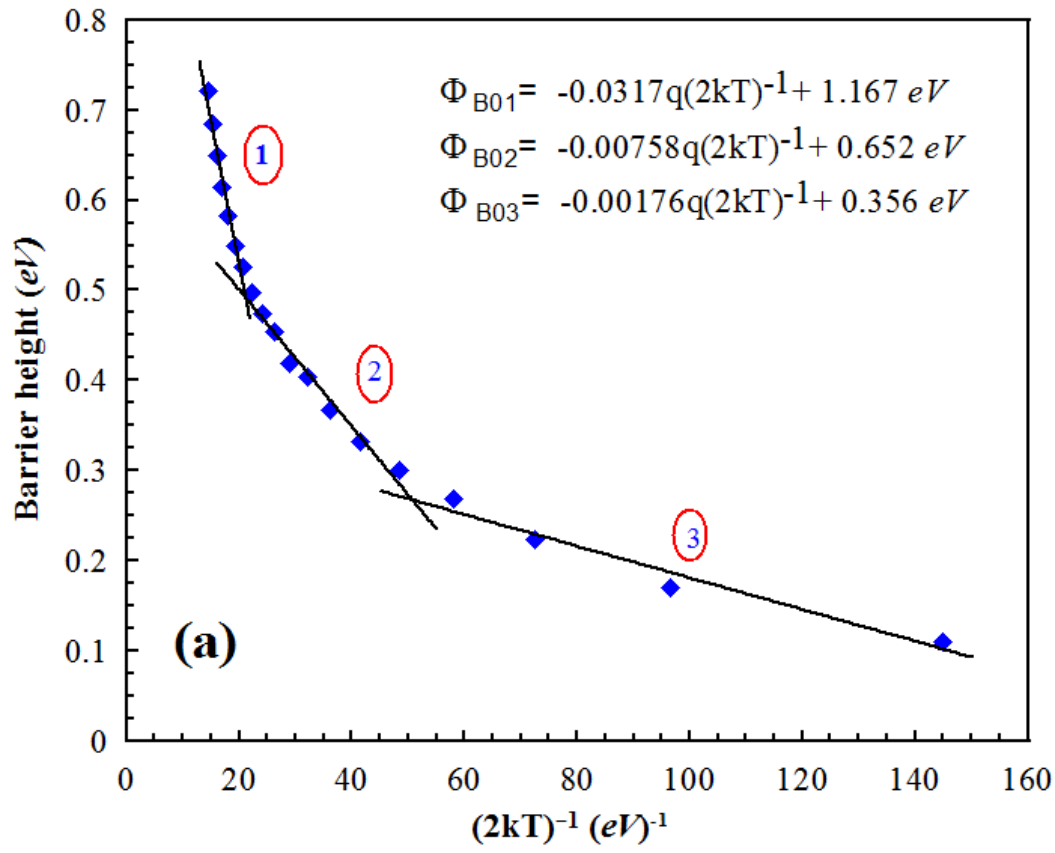 Φ B01= -0.0317q(2kT)⁻¹ + 1.167 eV
Φ B02= -0.00758q(2kT)⁻¹ + 0.652 eV
Φ B03= -0.00176q(2kT)⁻¹ + 0.356 eV
1
2
3
(a)
Barrier height (eV)
0.8
0.7
0.6
0.5
0.4
0.3
0.2
0.1
0
0 20 40 60 80 100 120 140 160
(2kT)⁻¹ (eV)⁻¹